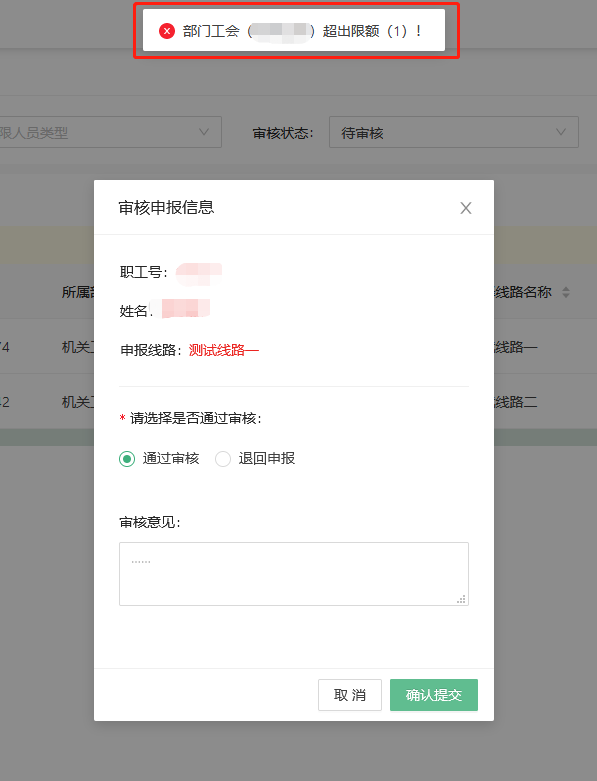 部门工会（ ）超出限额（1）！
限人员类型
审核状态：
待审核
审核申报信息
职工号：
姓名：
申报线路：测试线路一
* 请选择是否通过审核：
通过审核
退回申报
审核意见：
......
取 消
确认提交
所属
线路名称
74
机关
线路一
42
机关
线路二